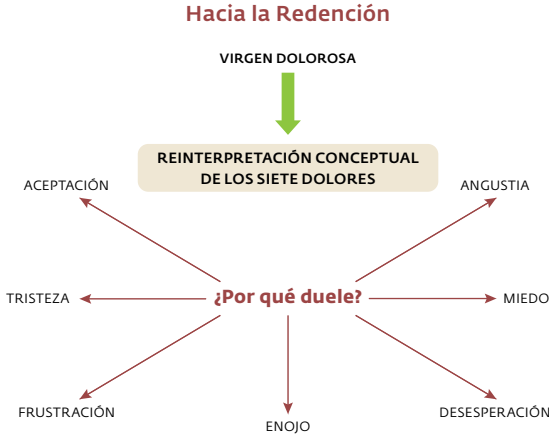 Hacia la Redención
VIRGEN DOLOROSA
REINTERPRETACIÓN CONCEPTUAL
DE LOS SIETE DOLORES
ACEPTACIÓN
ANGUSTIA
TRISTEZA
¿Por qué duele?
MIEDO
FRUSTRACIÓN
ENOJO
DESESPERACIÓN